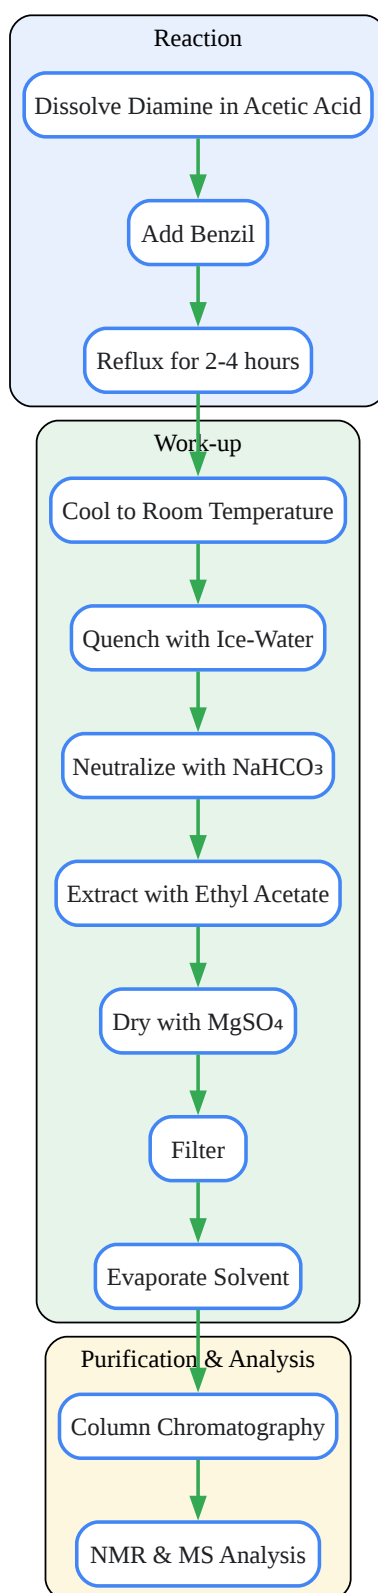 Reaction
Dissolve Diamine in Acetic Acid
Add Benzil
Reflux for 2-4 hours
Work-up
Cool to Room Temperature
Quench with Ice-Water
Neutralize with NaHCO₃
Extract with Ethyl Acetate
Dry with MgSO₄
Filter
Evaporate Solvent
Purification & Analysis
Column Chromatography
NMR & MS Analysis